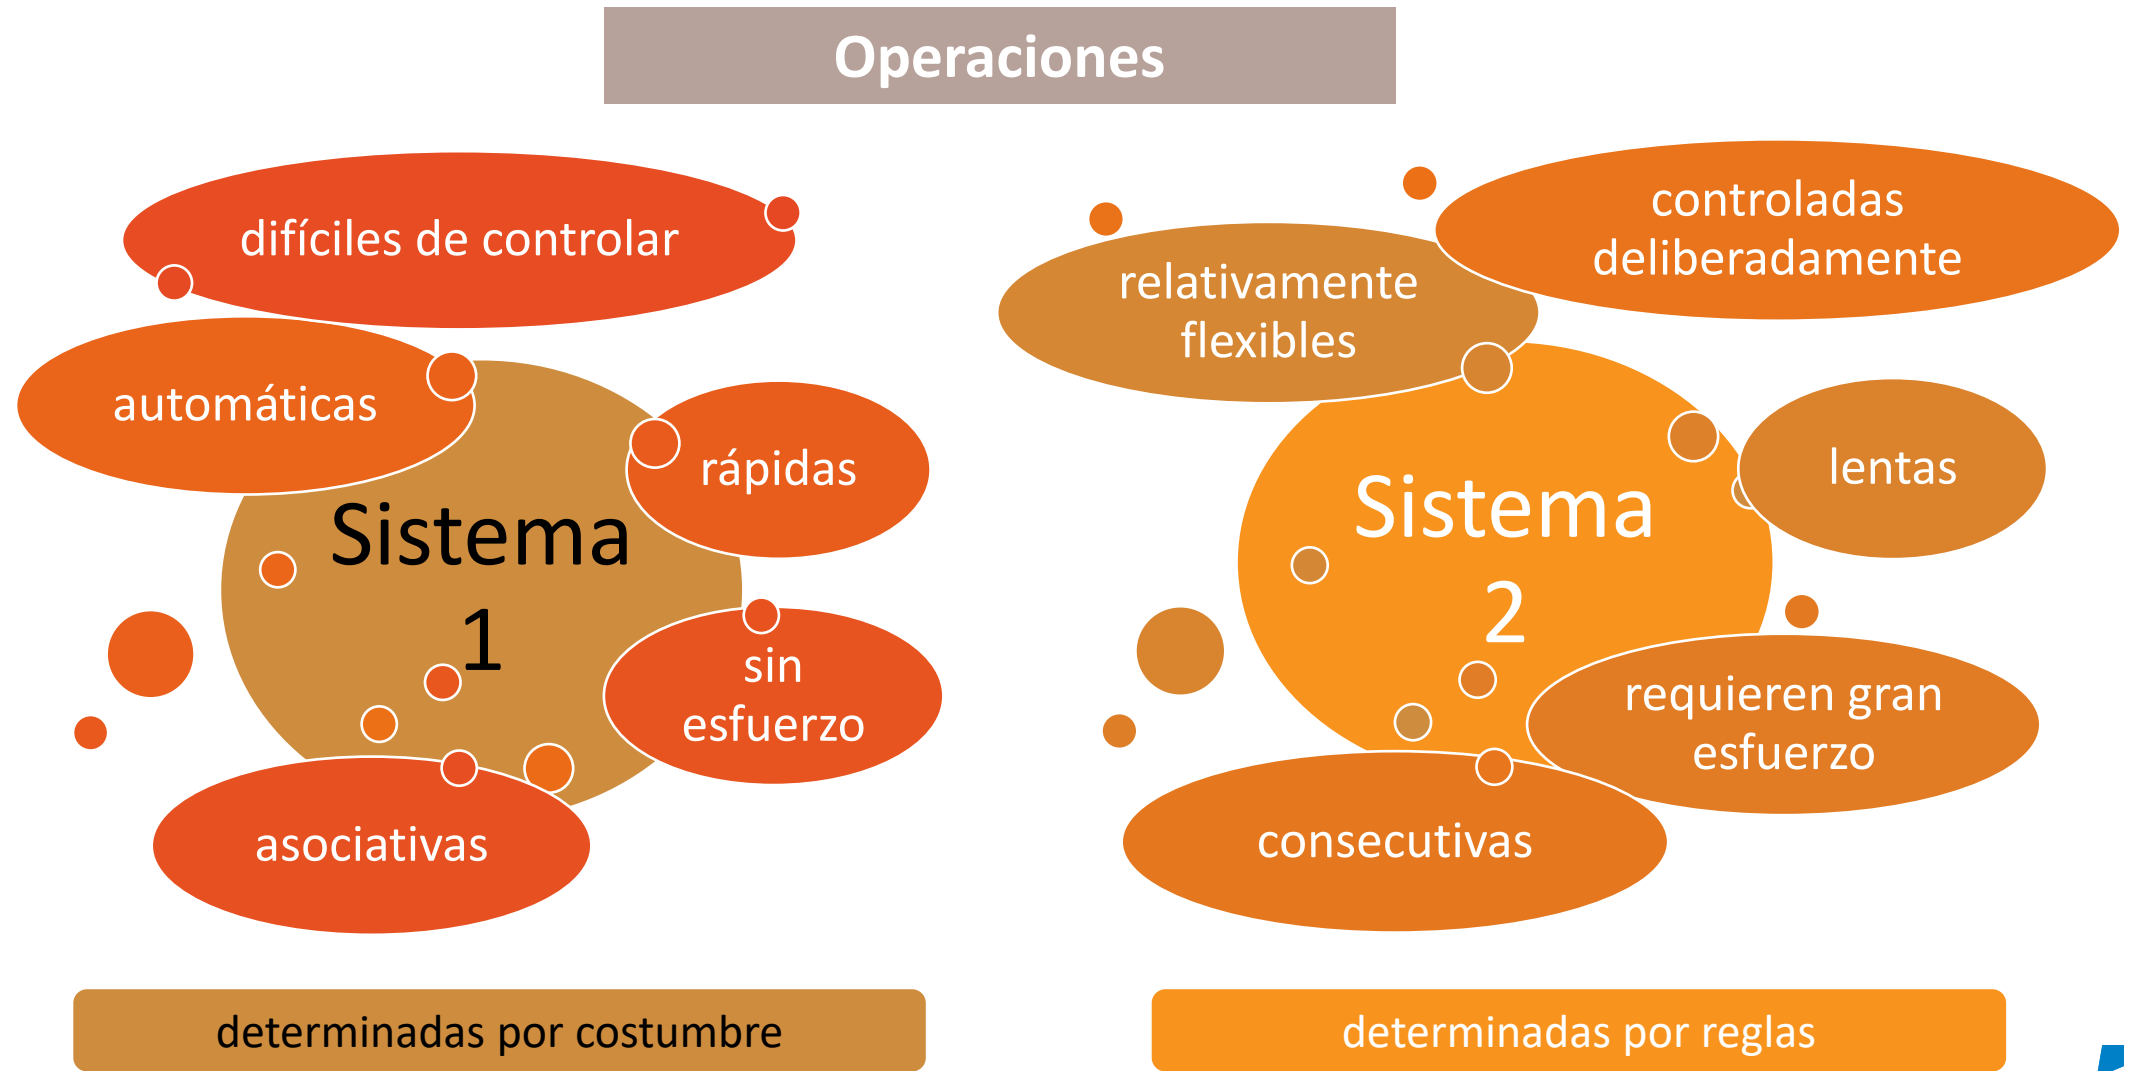 Operaciones
difíciles de controlar
automáticas
rápidas
Sistema
1
sin
esfuerzo
asociativas
determinadas por costumbre
controladas
deliberadamente
relativamente
flexibles
lentas
Sistema
2
requieren gran
esfuerzo
consecutivas
determinadas por reglas